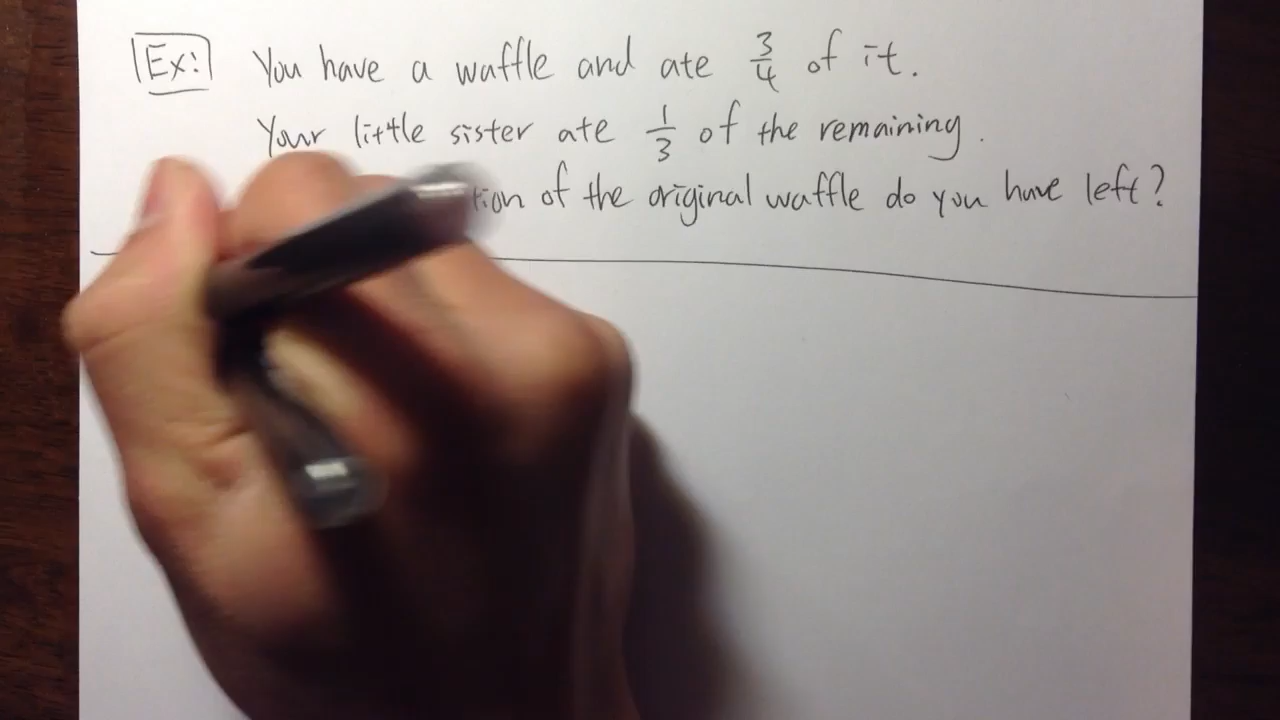 Ex: You have a waffle and ate 3/4 of it.
Your little sister ate 1/3 of the remaining.
tion of the original waffle do you have left?